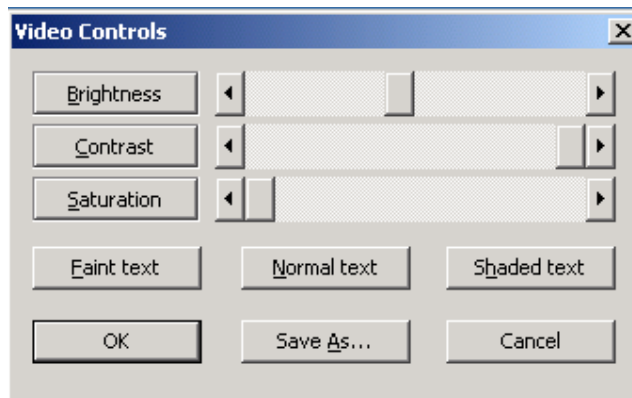 Video Controls
Brightness
Contrast
Saturation
Faint text Normal text Shaded text
OK Save As... Cancel